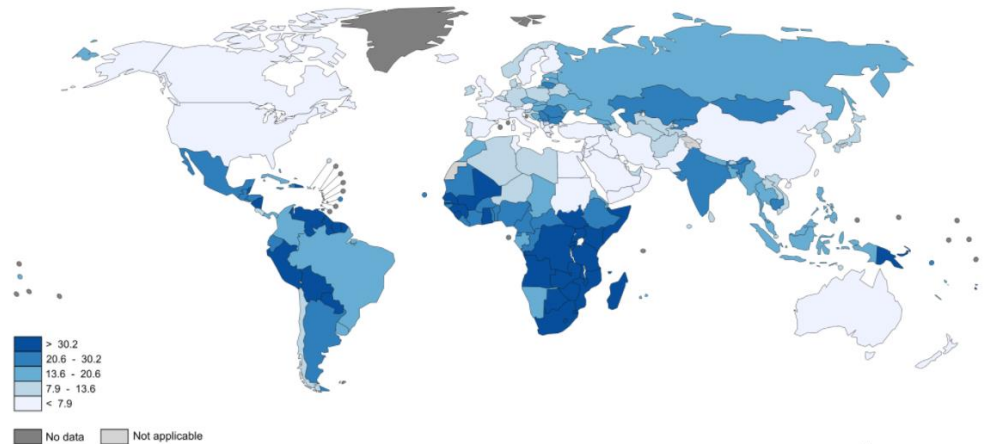 > 30.2
20.6 - 30.2
13.6 - 20.6
7.9 - 13.6
< 7.9
No data
Not applicable